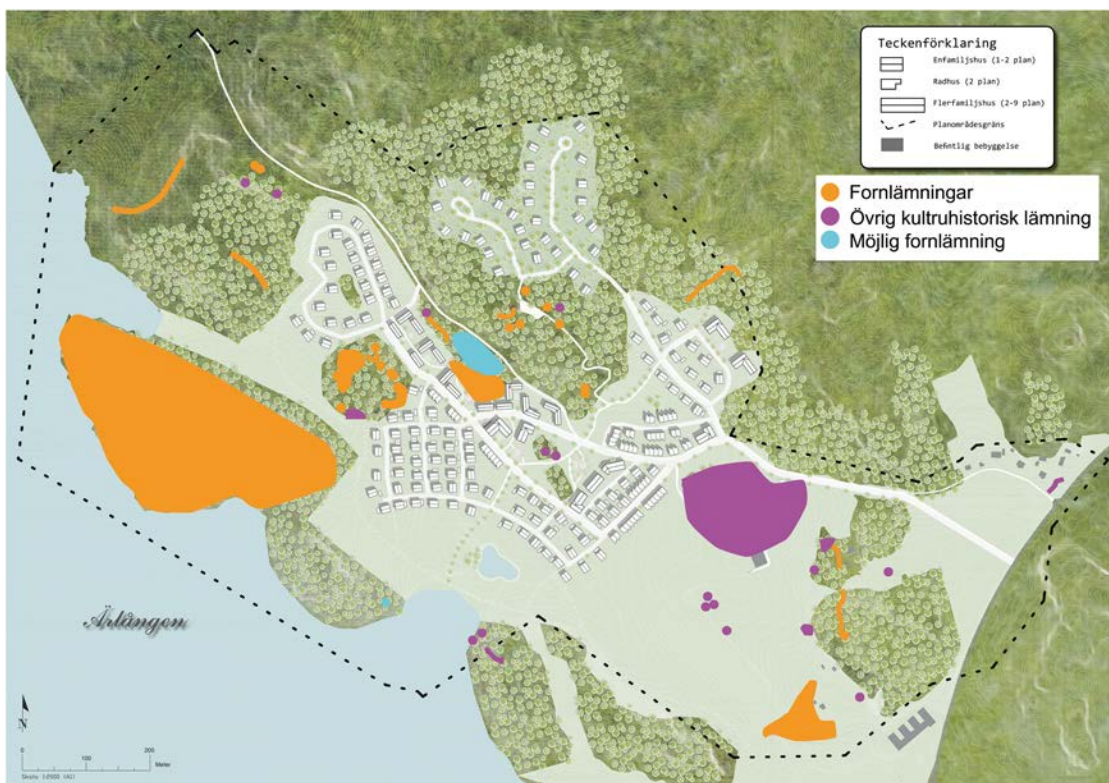 Teckenförklaring
Enfamiljshus (1-2 plan)
Radhus (2 plan)
Flerfamiljshus (2-9 plan)
Planområdesgräns
Befintlig bebyggelse
Fornlämningar
Övrig kultruhistorisk lämning
Möjlig fornlämning
Ärlången
N
0 100 200
Meter